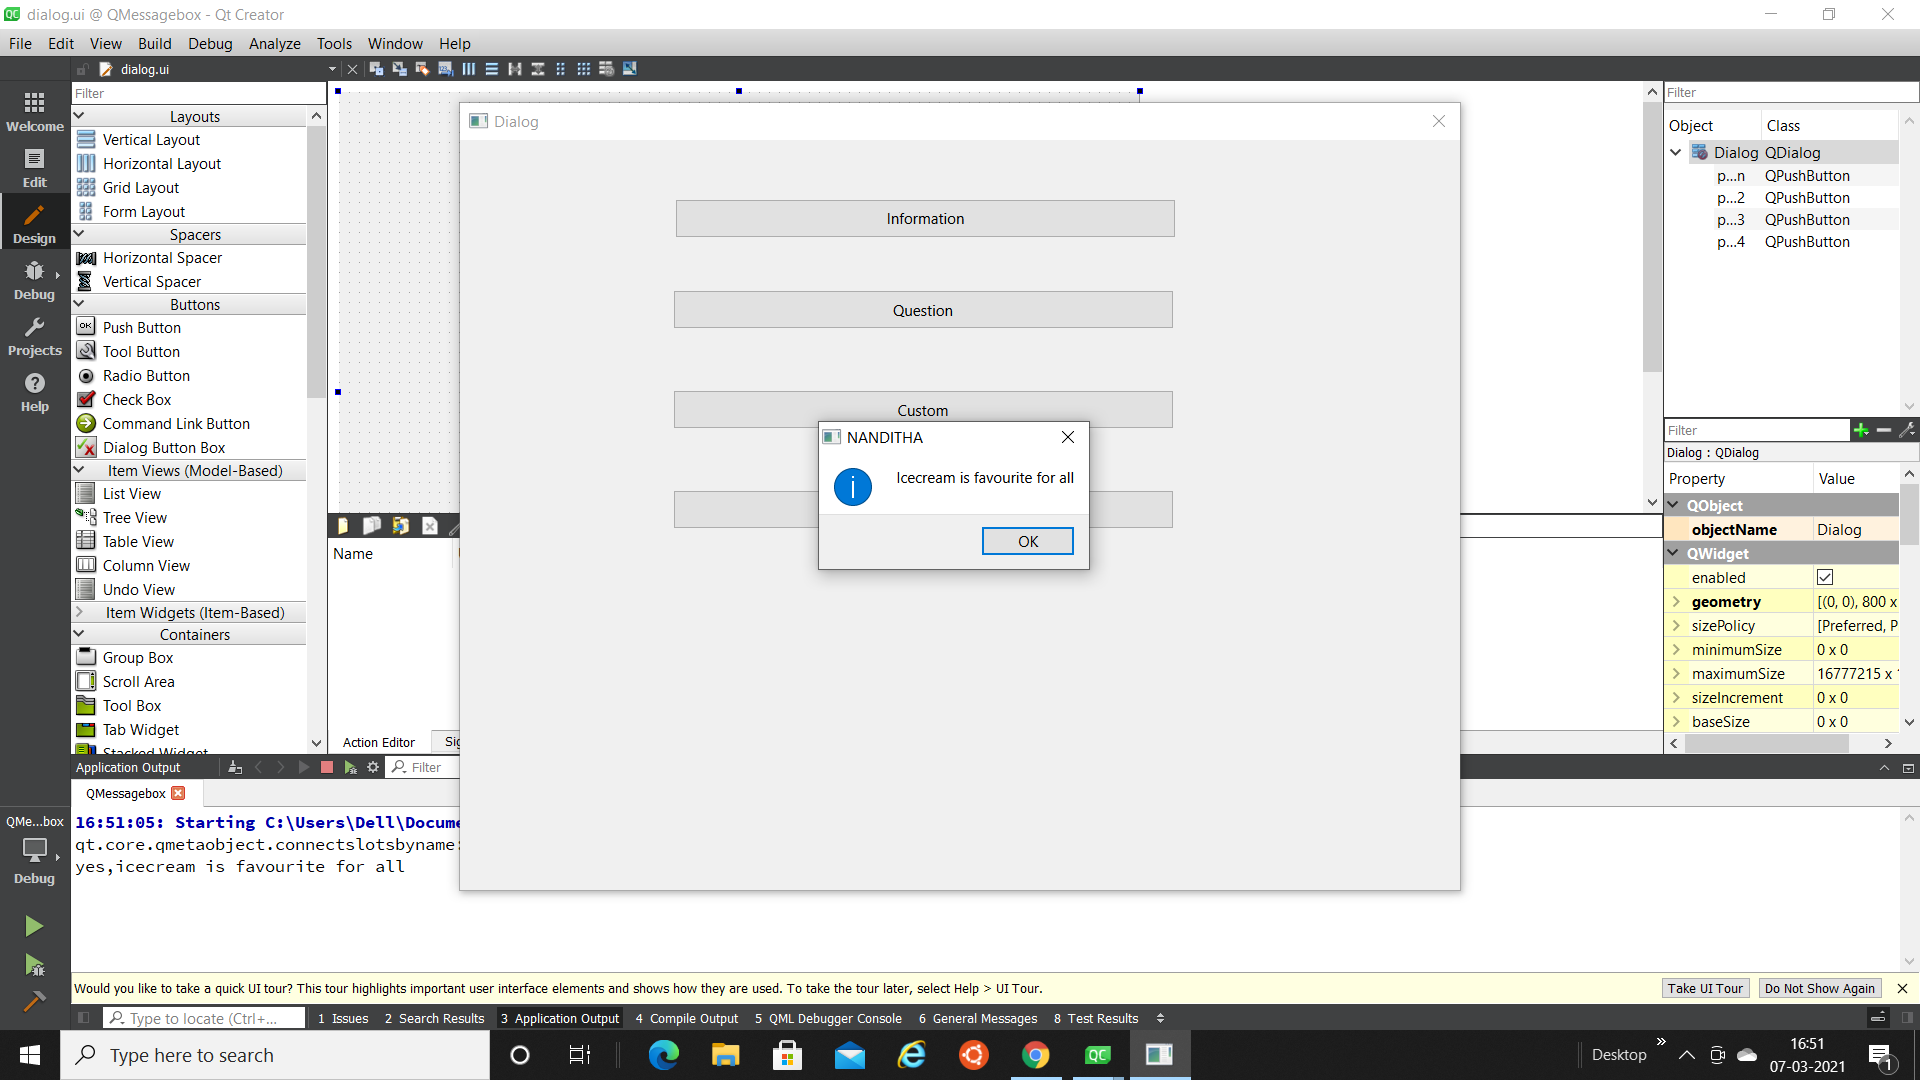 dialog.ui @ QMessagebox - Qt Creator
File Edit View Build Debug Analyze Tools Window Help
dialog.ui
Welcome
Edit
Design
Debug
Projects
Help
QMe...box
Debug
Filter
Layouts
Vertical Layout
Horizontal Layout
Grid Layout
Form Layout
Spacers
Horizontal Spacer
Vertical Spacer
Buttons
Push Button
Tool Button
Radio Button
Check Box
Command Link Button
Dialog Button Box
Item Views (Model-Based)
List View
Tree View
Table View
Column View
Undo View
Item Widgets (Item-Based)
Containers
Group Box
Scroll Area
Tool Box
Tab Widget
Stacked Widget
Dialog
Information
Question
Custom
NANDITHA
Icecream is favourite for all
OK
Name
Action Editor Sig
Filter
Object Class
Dialog QDialog
p...n QPushButton
p...2 QPushButton
p...3 QPushButton
p...4 QPushButton
Filter
Dialog : QDialog
Property Value
QObject
objectName Dialog
QWidget
enabled
geometry [(0, 0), 800 x
sizePolicy [Preferred, P
minimumSize 0 x 0
maximumSize 16777215 x
sizeIncrement 0 x 0
baseSize 0 x 0
Application Output Filter
QMessagebox
16:51:05: Starting C:\Users\Dell\Docume
qt.core.qmetaobject.connectslotsbyname:
yes,icecream is favourite for all
Would you like to take a quick UI tour? This tour highlights important user interface elements and shows how they are used. To take the tour later, select Help > UI Tour. Take UI Tour Do Not Show Again
Type to locate (Ctrl+... 1 Issues 2 Search Results 3 Application Output 4 Compile Output 5 QML Debugger Console 6 General Messages 8 Test Results
Type here to search
Desktop
16:51
07-03-2021
1